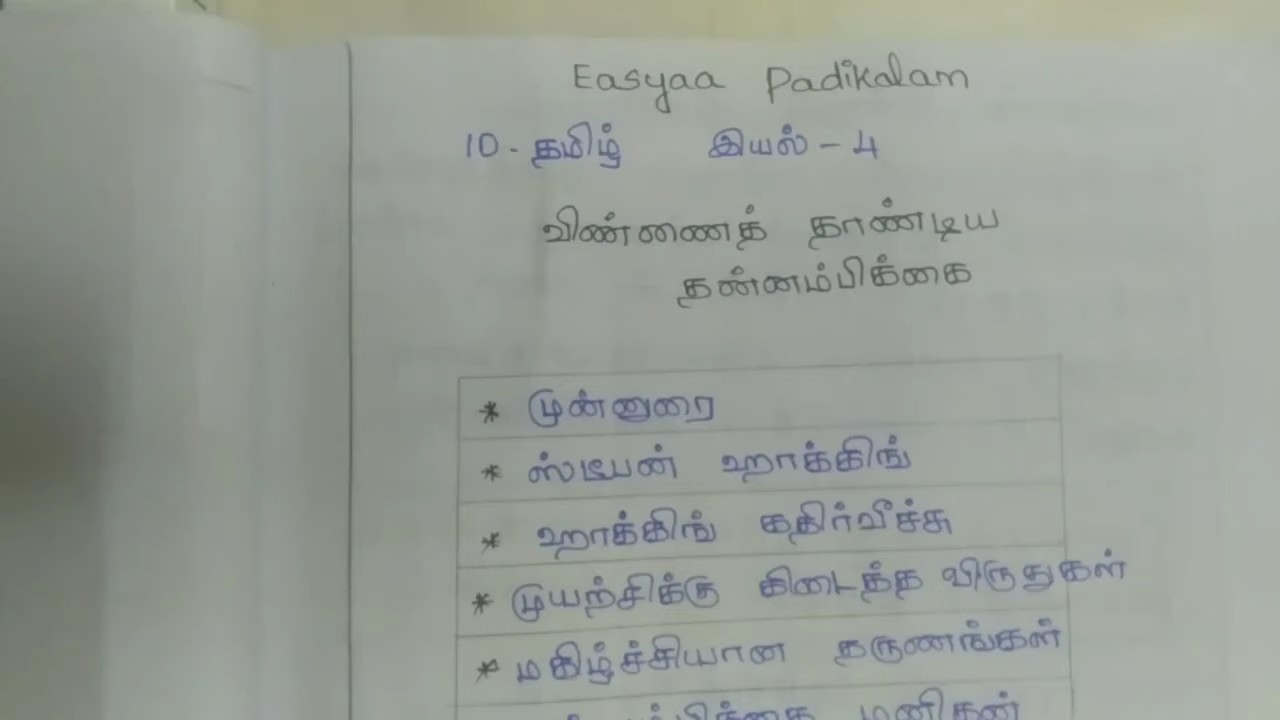 Easyaa Padikalam
10 - தமிழ் இயல் - 4
விண்ணைத் தாண்டிய
தன்னம்பிக்கை
* முன்னுரை
* ஸ்டீபன் ஹாக்கிங்
* ஹாக்கிங் கதிர்வீச்சு
* முயற்சிக்கு கிடைத்த விருதுகள்
* மகிழ்ச்சியான தருணங்கள்